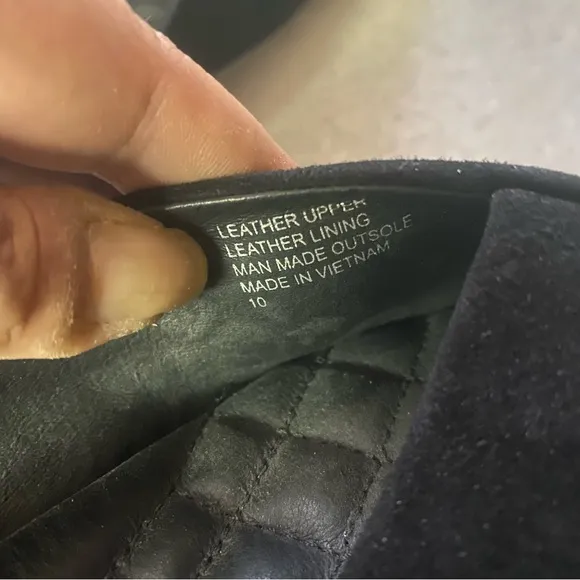 LEATHER UPPER
LEATHER LINING
MAN MADE OUTSOLE
MADE IN VIETNAM
10